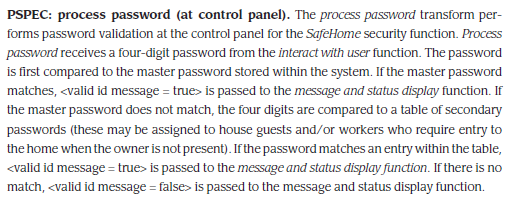 PSPEC: process password (at control panel). The process password transform per-
forms password validation at the control panel for the SafeHome security function. Process
password receives a four-digit password from the interact with user function. The password
is first compared to the master password stored within the system. If the master password
matches, <valid id message = true> is passed to the message and status display function. If
the master password does not match, the four digits are compared to a table of secondary
passwords (these may be assigned to house guests and/or workers who require entry to
the home when the owner is not present). If the password matches an entry within the table,
<valid id message = true> is passed to the message and status display function. If there is no
match, <valid id message = false> is passed to the message and status display function.